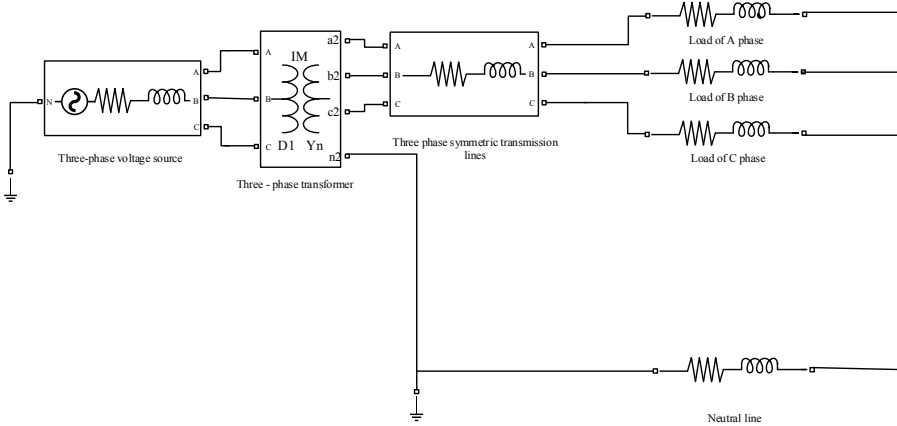 N
A
B
C
Three-phase voltage source
A
B
C
IM
D1 Yn
a2
b2
c2
n2
Three - phase transformer
A
B
C
A
B
C
Three phase symmetric transmission
lines
Load of A phase
Load of B phase
Load of C phase
Neutral line